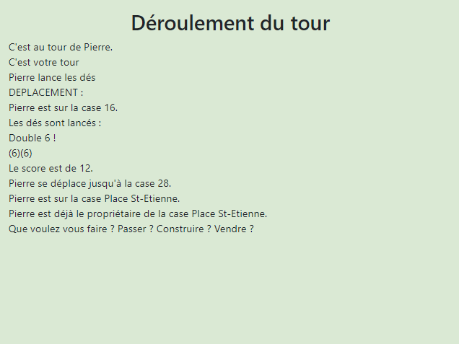 Déroulement du tour
C'est au tour de Pierre.
C'est votre tour
Pierre lance les dés
DEPLACEMENT :
Pierre est sur la case 16.
Les dés sont lancés :
Double 6 !
(6)(6)
Le score est de 12.
Pierre se déplace jusqu'à la case 28.
Pierre est sur la case Place St-Etienne.
Pierre est déjà le propriétaire de la case Place St-Etienne.
Que voulez vous faire ? Passer ? Construire ? Vendre ?